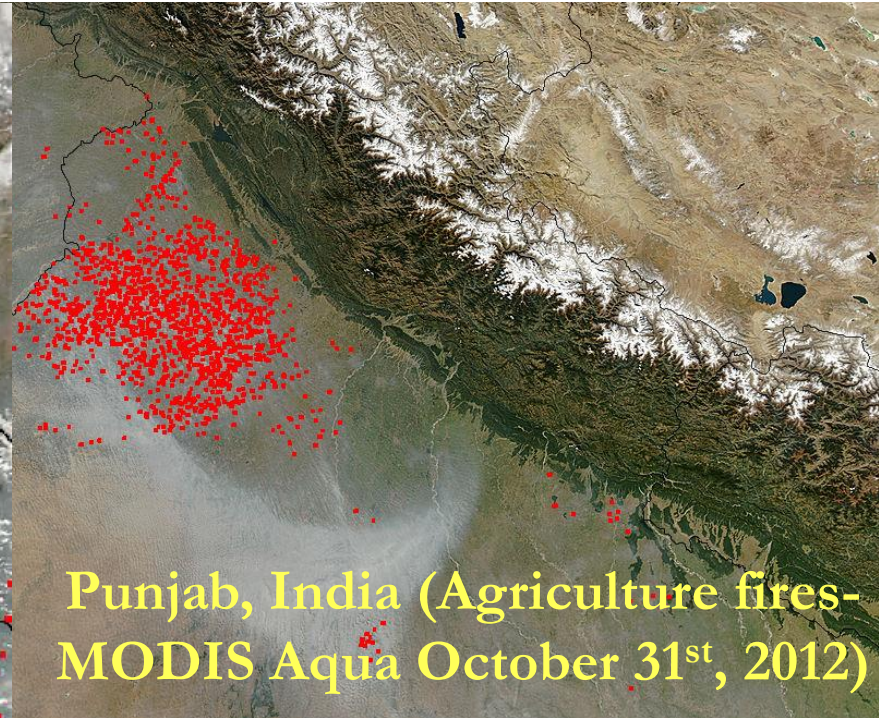 Punjab, India (Agriculture fires-
MODIS Aqua October 31st, 2012)